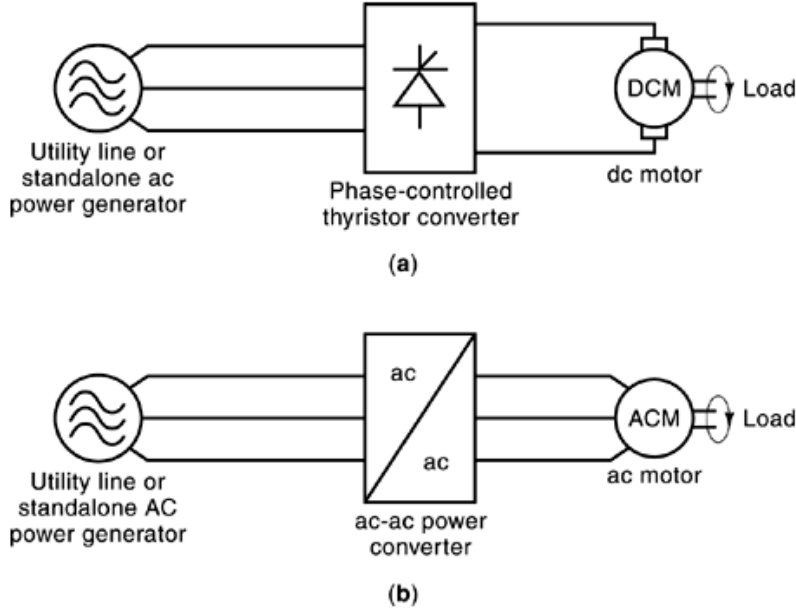 DCM
Load
Utility line or
standalone ac
power generator
Phase-controlled
thyristor converter
dc motor
(a)
ac
ac
ACM
Load
Utility line or
standalone AC
power generator
ac-ac power
converter
ac motor
(b)